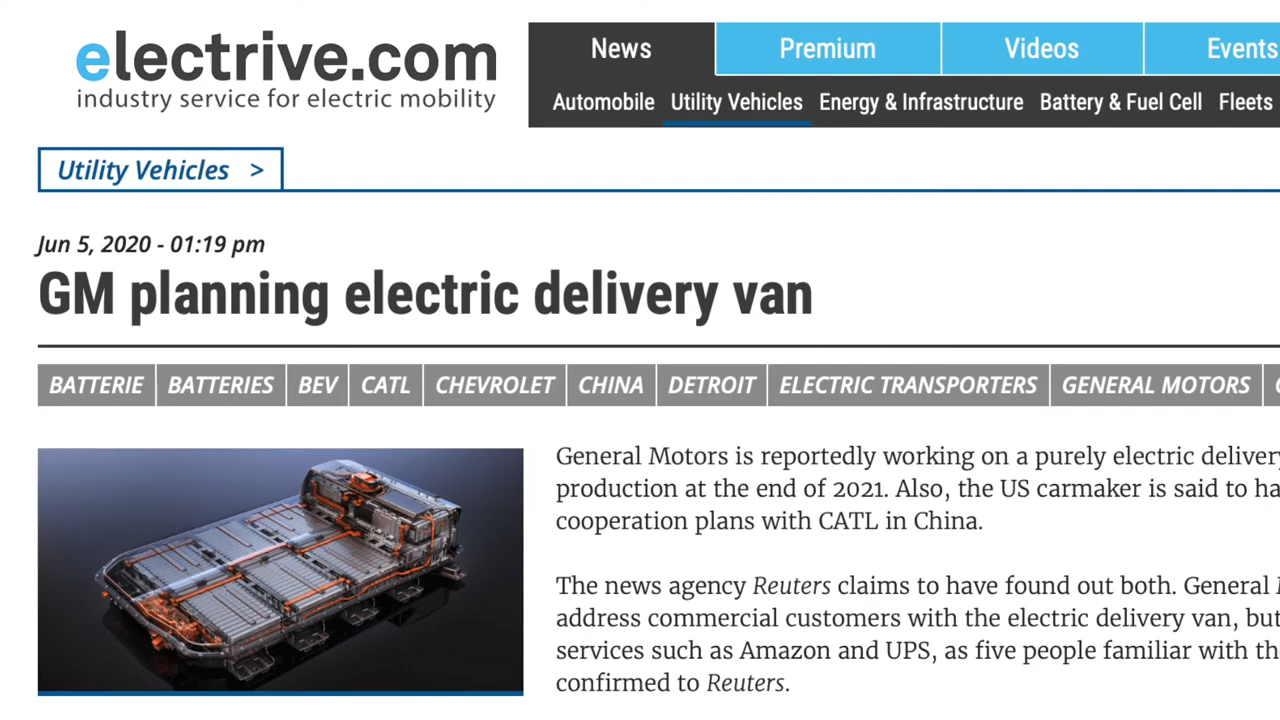 electrive.com
industry service for electric mobility
News Premium Videos Events
Automobile Utility Vehicles Energy & Infrastructure Battery & Fuel Cell Fleets
Utility Vehicles >
Jun 5, 2020 - 01:19 pm
GM planning electric delivery van
BATTERIE BATTERIES BEV CATL CHEVROLET CHINA DETROIT ELECTRIC TRANSPORTERS GENERAL MOTORS
General Motors is reportedly working on a purely electric delivery
production at the end of 2021. Also, the US carmaker is said to ha
cooperation plans with CATL in China.
The news agency Reuters claims to have found out both. General
address commercial customers with the electric delivery van, but
services such as Amazon and UPS, as five people familiar with th
confirmed to Reuters.